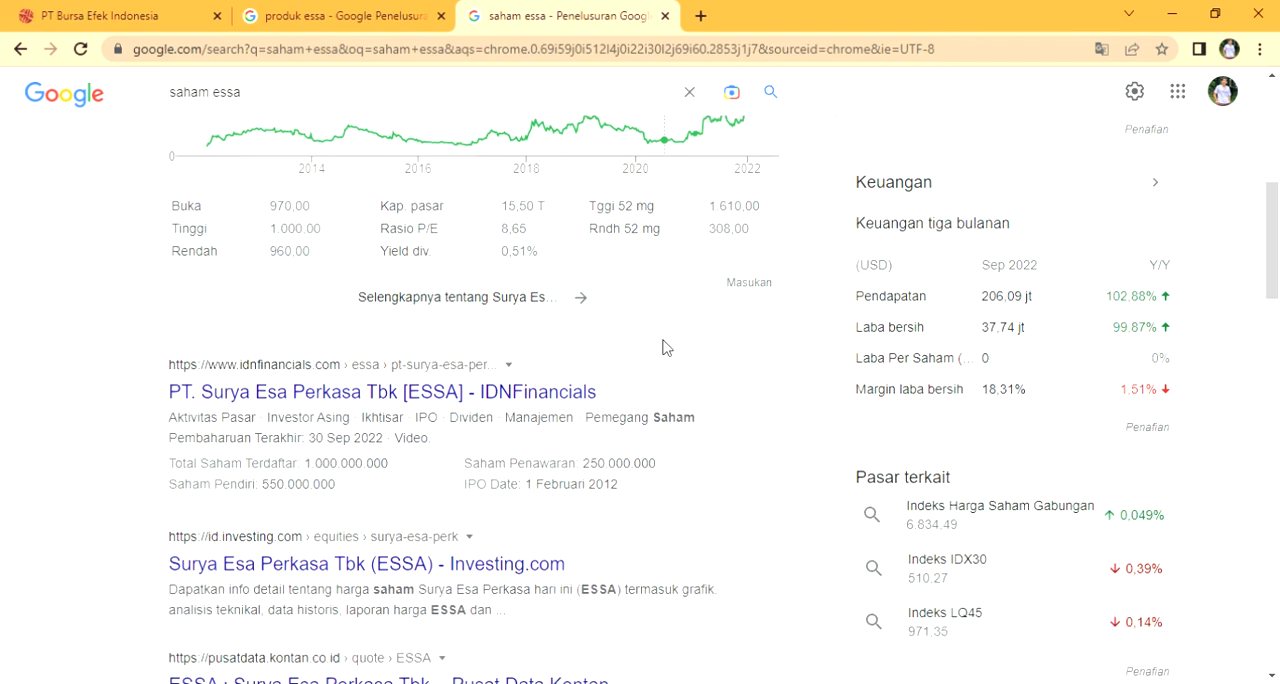 PT Bursa Efek Indonesia
produk essa - Google Penelusura
saham essa - Penelusuran Googl
google.com/search?q=saham+essa&oq=saham+essa&aqs=chrome.0.69i59j0i512l4j0i22i30l2j69i60.2853j1j7&sourceid=chrome&ie=UTF-8
Google
saham essa
Penafian
0
2014 2016 2018 2020 2022
Buka 970,00 Kap. pasar 15,50 T Tggi 52 mg 1.610,00
Tinggi 1.000,00 Rasio P/E 8,65 Rndh 52 mg 308,00
Rendah 960,00 Yield div. 0,51%
Masukan
Selengkapnya tentang Surya Es...
https://www.idnfinancials.com › essa › pt-surya-esa-per...
PT. Surya Esa Perkasa Tbk [ESSA] - IDNFinancials
Aktivitas Pasar · Investor Asing · Ikhtisar · IPO · Dividen · Manajemen · Pemegang Saham
Pembaharuan Terakhir: 30 Sep 2022 · Video.
Total Saham Terdaftar: 1.000.000.000 Saham Penawaran: 250.000.000
Saham Pendiri: 550.000.000 IPO Date: 1 Februari 2012
https://id.investing.com › equities › surya-esa-perk
Surya Esa Perkasa Tbk (ESSA) - Investing.com
Dapatkan info detail tentang harga saham Surya Esa Perkasa hari ini (ESSA) termasuk grafik,
analisis teknikal, data historis, laporan harga ESSA dan ...
https://pusatdata.kontan.co.id › quote › ESSA
ESSA : Surya Esa Perkasa Tbk. - Pusat Data Kontan
Keuangan
Keuangan tiga bulanan
(USD) Sep 2022 Y/Y
Pendapatan 206,09 jt 102,88%
Laba bersih 37,74 jt 99,87%
Laba Per Saham (... 0 0%
Margin laba bersih 18,31% 1,51%
Penafian
Pasar terkait
Indeks Harga Saham Gabungan
6.834,49
0,049%
Indeks IDX30
510,27
0,39%
Indeks LQ45
971,35
0,14%
Penafian